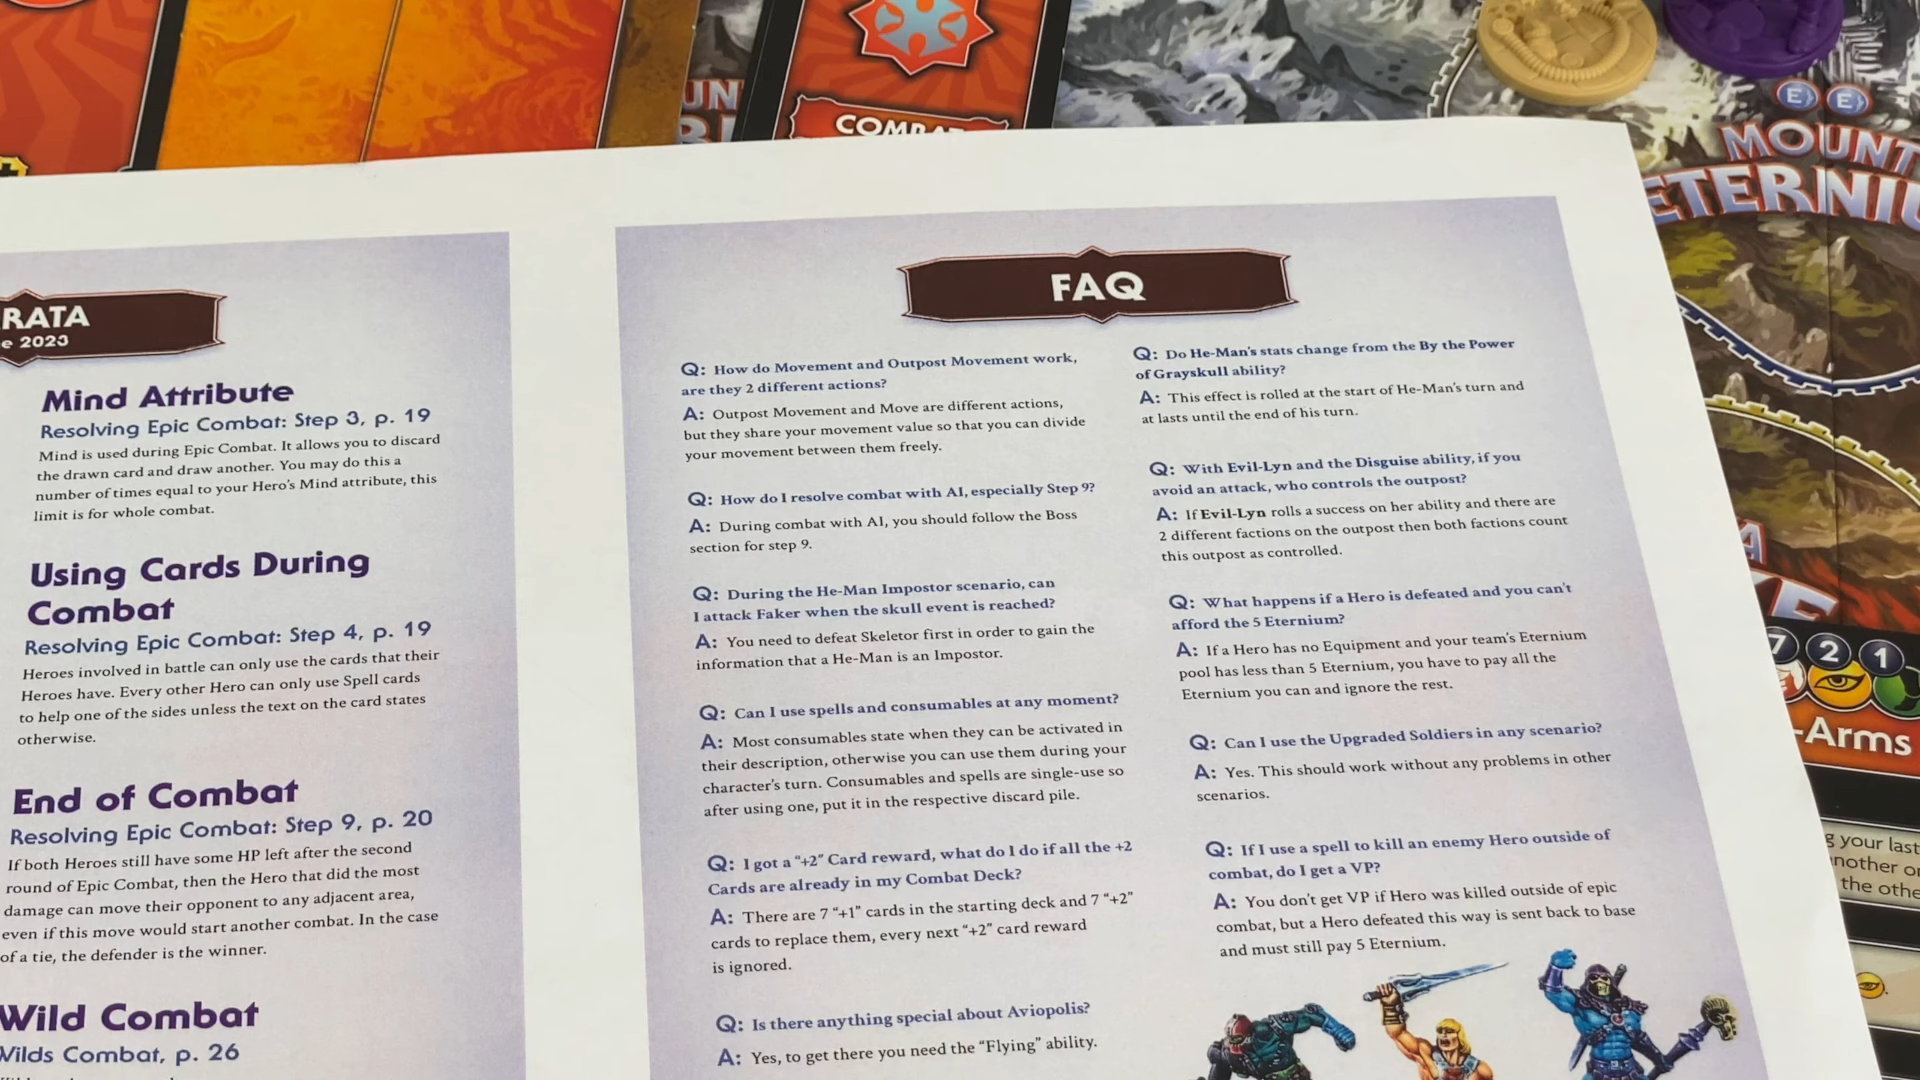 COMBAT
E E
MOUNT
ETERNIU
RATA
e 2023
Mind Attribute
Resolving Epic Combat: Step 3, p. 19
Mind is used during Epic Combat. It allows you to discard
the drawn card and draw another. You may do this a
number of times equal to your Hero's Mind attribute, this
limit is for whole combat.
Using Cards During
Combat
Resolving Epic Combat: Step 4, p. 19
Heroes involved in battle can only use the cards that their
Heroes have. Every other Hero can only use Spell cards
to help one of the sides unless the text on the card states
otherwise.
End of Combat
Resolving Epic Combat: Step 9, p. 20
If both Heroes still have some HP left after the second
round of Epic Combat, then the Hero that did the most
damage can move their opponent to any adjacent area,
even if this move would start another combat. In the case
of a tie, the defender is the winner.
Wild Combat
Wilds Combat, p. 26
FAQ
Q: How do Movement and Outpost Movement work,
are they 2 different actions?
A: Outpost Movement and Move are different actions,
but they share your movement value so that you can divide
your movement between them freely.
Q: How do I resolve combat with AI, especially Step 9?
A: During combat with AI, you should follow the Boss
section for step 9.
Q: During the He-Man Impostor scenario, can
I attack Faker when the skull event is reached?
A: You need to defeat Skeletor first in order to gain the
information that a He-Man is an Impostor.
Q: Can I use spells and consumables at any moment?
A: Most consumables state when they can be activated in
their description, otherwise you can use them during your
character's turn. Consumables and spells are single-use so
after using one, put it in the respective discard pile.
Q: I got a "+2" Card reward, what do I do if all the +2
Cards are already in my Combat Deck?
A: There are 7 "+1" cards in the starting deck and 7 "+2"
cards to replace them, every next "+2" card reward
is ignored.
Q: Is there anything special about Aviopolis?
A: Yes, to get there you need the "Flying" ability.
Q: Do He-Man's stats change from the By the Power
of Grayskull ability?
A: This effect is rolled at the start of He-Man's turn and
at lasts until the end of his turn.
Q: With Evil-Lyn and the Disguise ability, if you
avoid an attack, who controls the outpost?
A: If Evil-Lyn rolls a success on her ability and there are
2 different factions on the outpost then both factions count
this outpost as controlled.
Q: What happens if a Hero is defeated and you can't
afford the 5 Eternium?
A: If a Hero has no Equipment and your team's Eternium
pool has less than 5 Eternium, you have to pay all the
Eternium you can and ignore the rest.
Q: Can I use the Upgraded Soldiers in any scenario?
A: Yes. This should work without any problems in other
scenarios.
Q: If I use a spell to kill an enemy Hero outside of
combat, do I get a VP?
A: You don't get VP if Hero was killed outside of epic
combat, but a Hero defeated this way is sent back to base
and must still pay 5 Eternium.
7 2 1
-Arms
your last
nother or
the othe